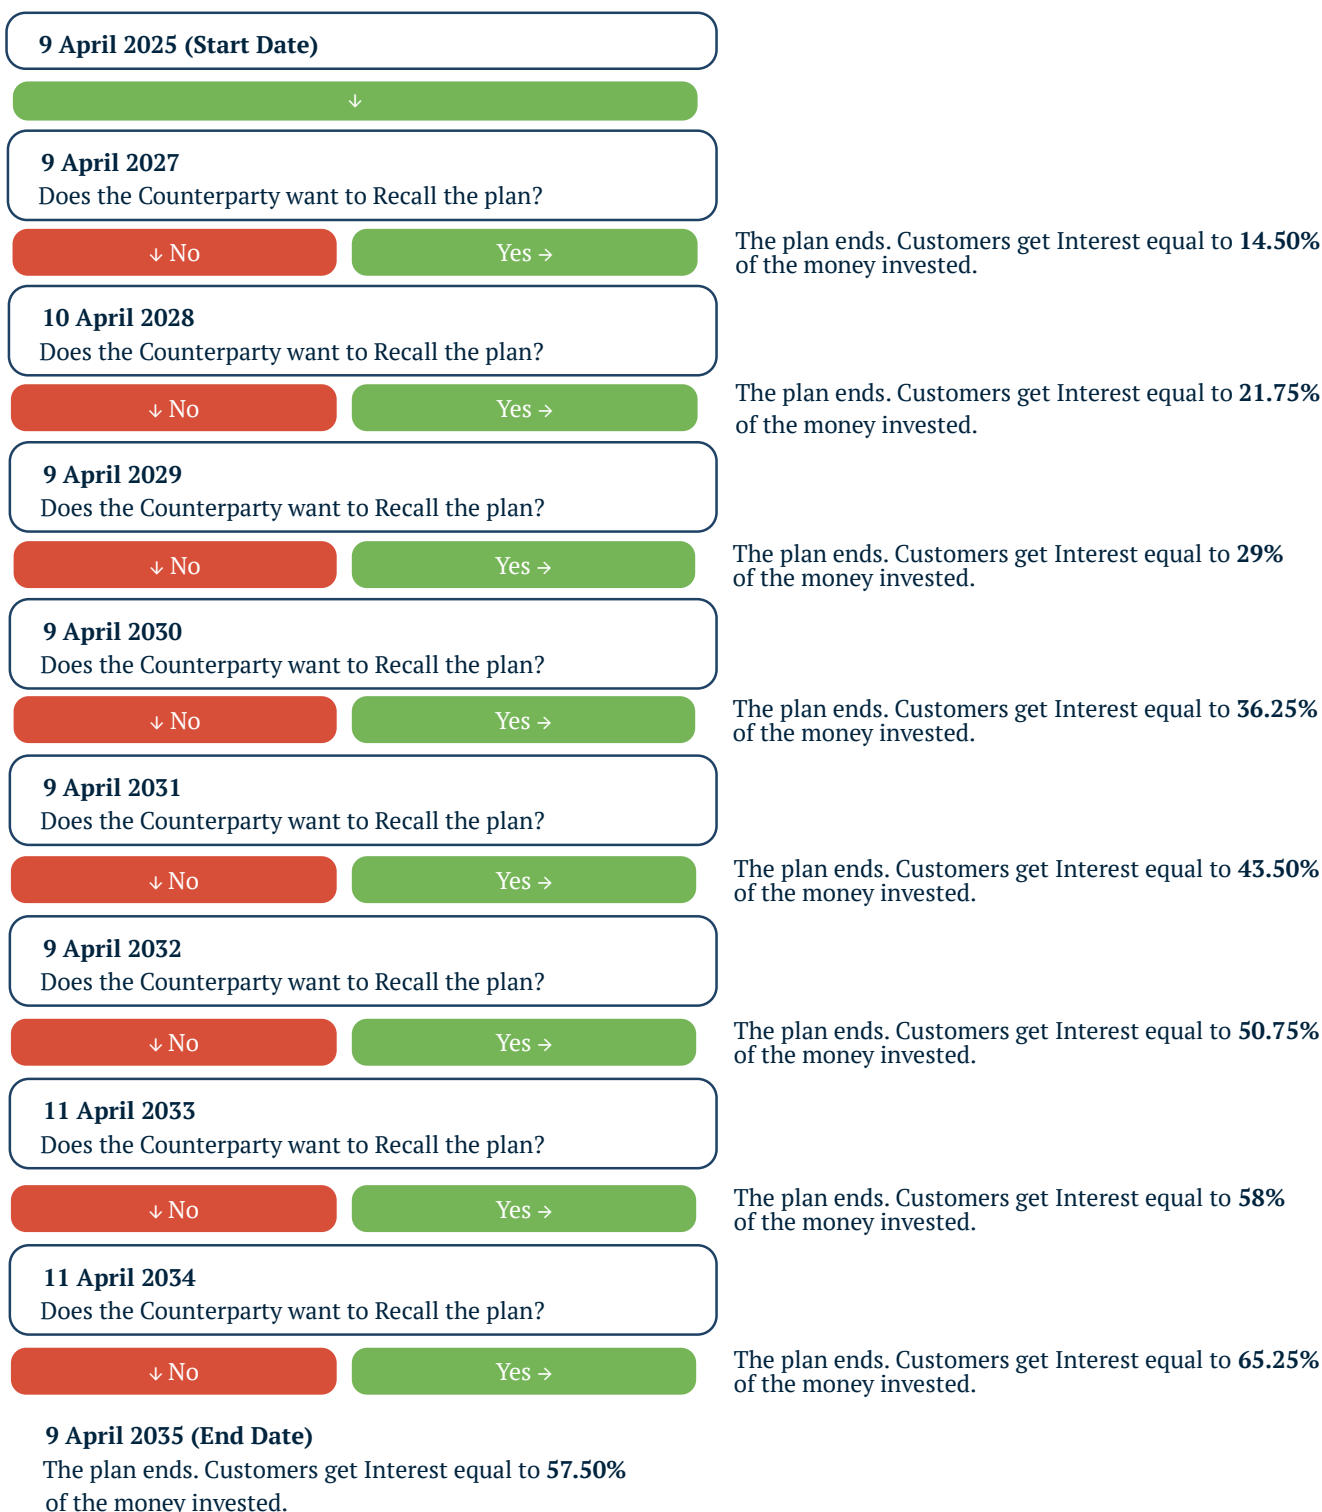 9 April 2025 (Start Date)
↓
9 April 2027
Does the Counterparty want to Recall the plan?
↓ No
Yes →
The plan ends. Customers get Interest equal to 14.50%
of the money invested.
10 April 2028
Does the Counterparty want to Recall the plan?
↓ No
Yes →
The plan ends. Customers get Interest equal to 21.75%
of the money invested.
9 April 2029
Does the Counterparty want to Recall the plan?
↓ No
Yes →
The plan ends. Customers get Interest equal to 29%
of the money invested.
9 April 2030
Does the Counterparty want to Recall the plan?
↓ No
Yes →
The plan ends. Customers get Interest equal to 36.25%
of the money invested.
9 April 2031
Does the Counterparty want to Recall the plan?
↓ No
Yes →
The plan ends. Customers get Interest equal to 43.50%
of the money invested.
9 April 2032
Does the Counterparty want to Recall the plan?
↓ No
Yes →
The plan ends. Customers get Interest equal to 50.75%
of the money invested.
11 April 2033
Does the Counterparty want to Recall the plan?
↓ No
Yes →
The plan ends. Customers get Interest equal to 58%
of the money invested.
11 April 2034
Does the Counterparty want to Recall the plan?
↓ No
Yes →
The plan ends. Customers get Interest equal to 65.25%
of the money invested.
9 April 2035 (End Date)
The plan ends. Customers get Interest equal to 57.50%
of the money invested.